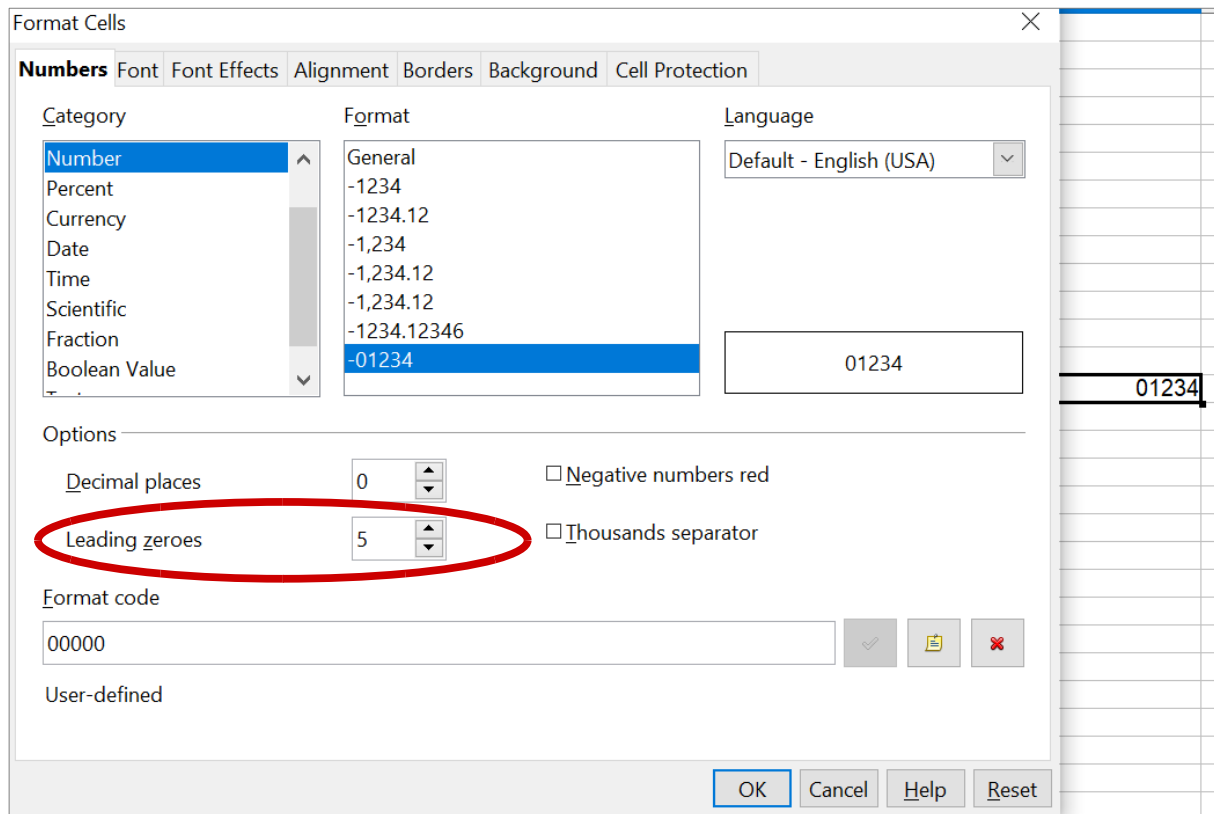 Format Cells
Numbers Font Font Effects Alignment Borders Background Cell Protection
Category
Number
Percent
Currency
Date
Time
Scientific
Fraction
Boolean Value
Format
General
-1234
-1234.12
-1,234
-1,234.12
-1,234.12
-1234.12346
-01234
Language
Default - English (USA)
01234
01234
Options
Decimal places 0
Negative numbers red
Leading zeroes 5
Thousands separator
Format code
00000
User-defined
OK Cancel Help Reset